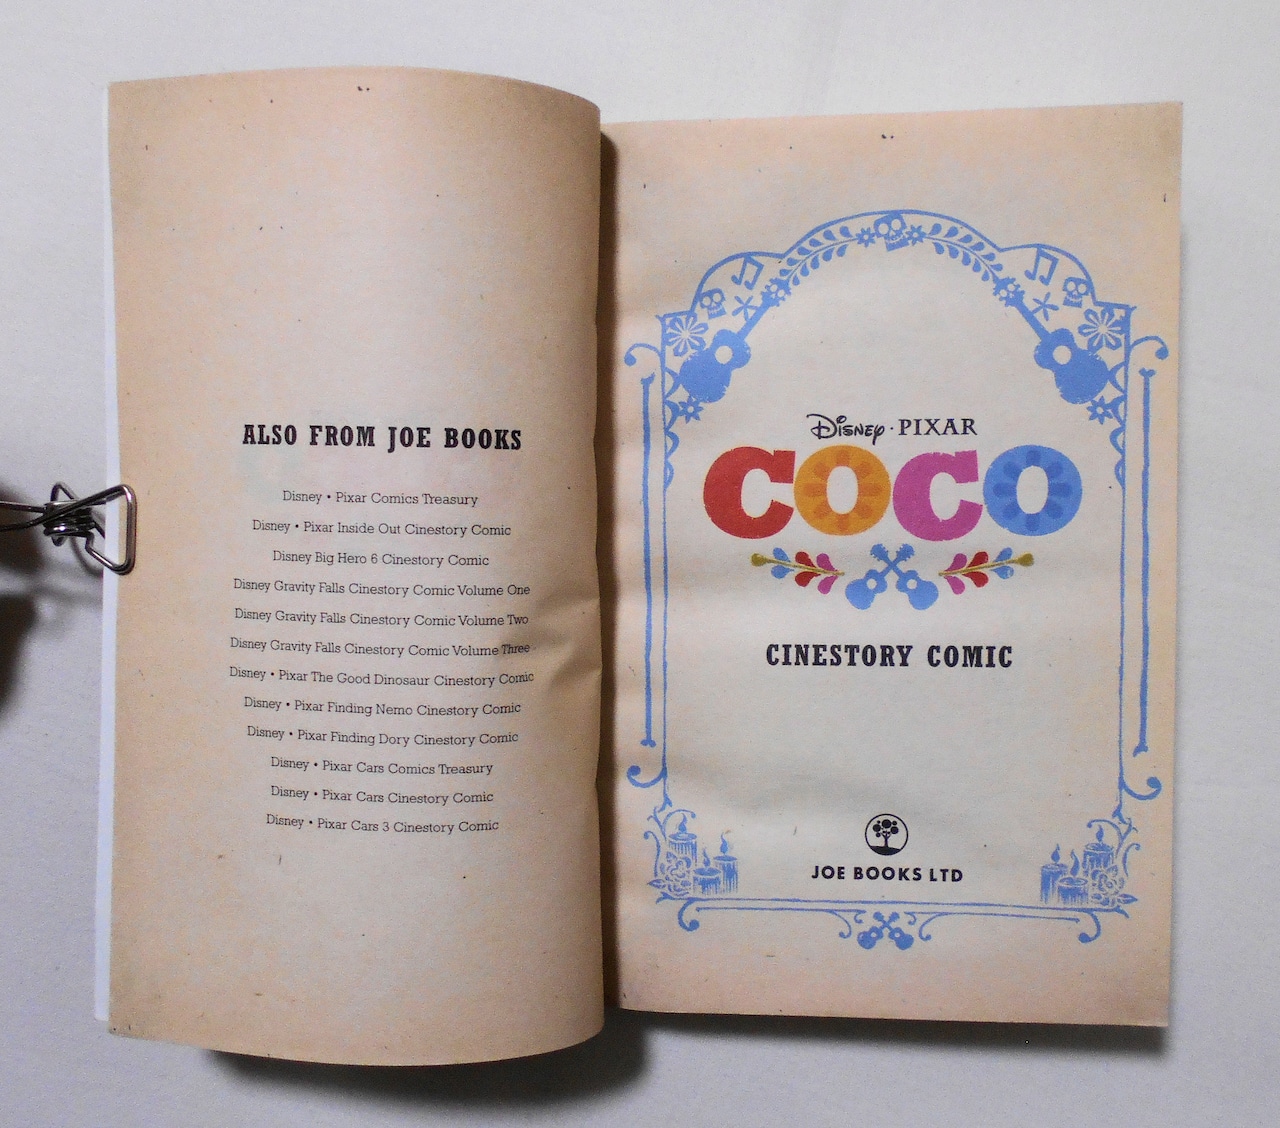 ALSO FROM JOE BOOKS
Disney • Pixar Comics Treasury
Disney • Pixar Inside Out Cinestory Comic
Disney Big Hero 6 Cinestory Comic
Disney Gravity Falls Cinestory Comic Volume One
Disney Gravity Falls Cinestory Comic Volume Two
Disney Gravity Falls Cinestory Comic Volume Three
Disney • Pixar The Good Dinosaur Cinestory Comic
Disney • Pixar Finding Nemo Cinestory Comic
Disney • Pixar Finding Dory Cinestory Comic
Disney • Pixar Cars Comics Treasury
Disney • Pixar Cars Cinestory Comic
Disney • Pixar Cars 3 Cinestory Comic
Disney · PIXAR
COCO
CINESTORY COMIC
JOE BOOKS LTD